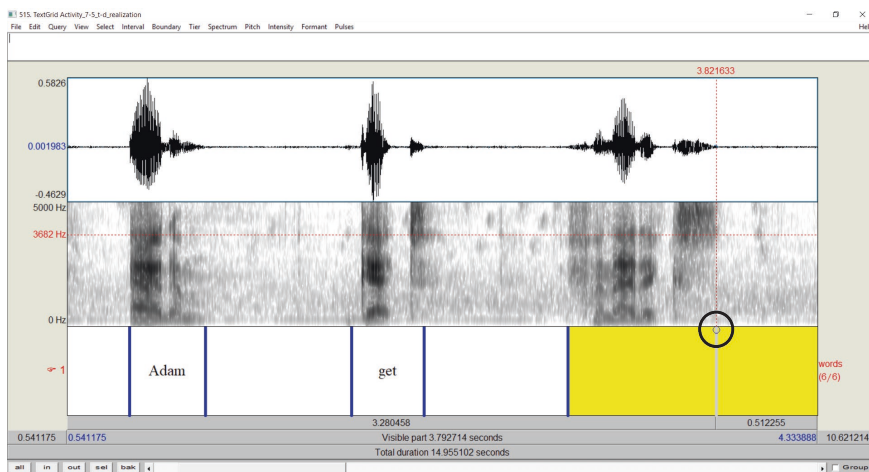 515. TextGrid Activity_7-5_t-d_realization
File Edit Query View Select Interval Boundary Tier Spectrum Pitch Intensity Formant Pulses Hel
3.821633
0.5826
0.001983
-0.4629
5000 Hz
3682 Hz
0 Hz
1 Adam get words
(6/6)
3.280458 0.512255
0.541175 0.541175 Visible part 3.792714 seconds 4.333888 10.621214
Total duration 14.955102 seconds
all in out sel bak Group